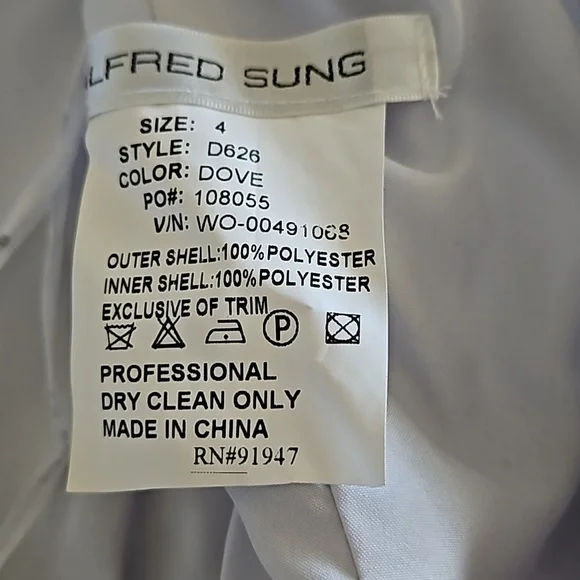 ALFRED SUNG
SIZE: 4
STYLE: D626
COLOR: DOVE
PO#: 108055
V/N: WO-00491068
OUTER SHELL:100%POLYESTER
INNER SHELL:100%POLYESTER
EXCLUSIVE OF TRIM
P
PROFESSIONAL
DRY CLEAN ONLY
MADE IN CHINA
RN#91947